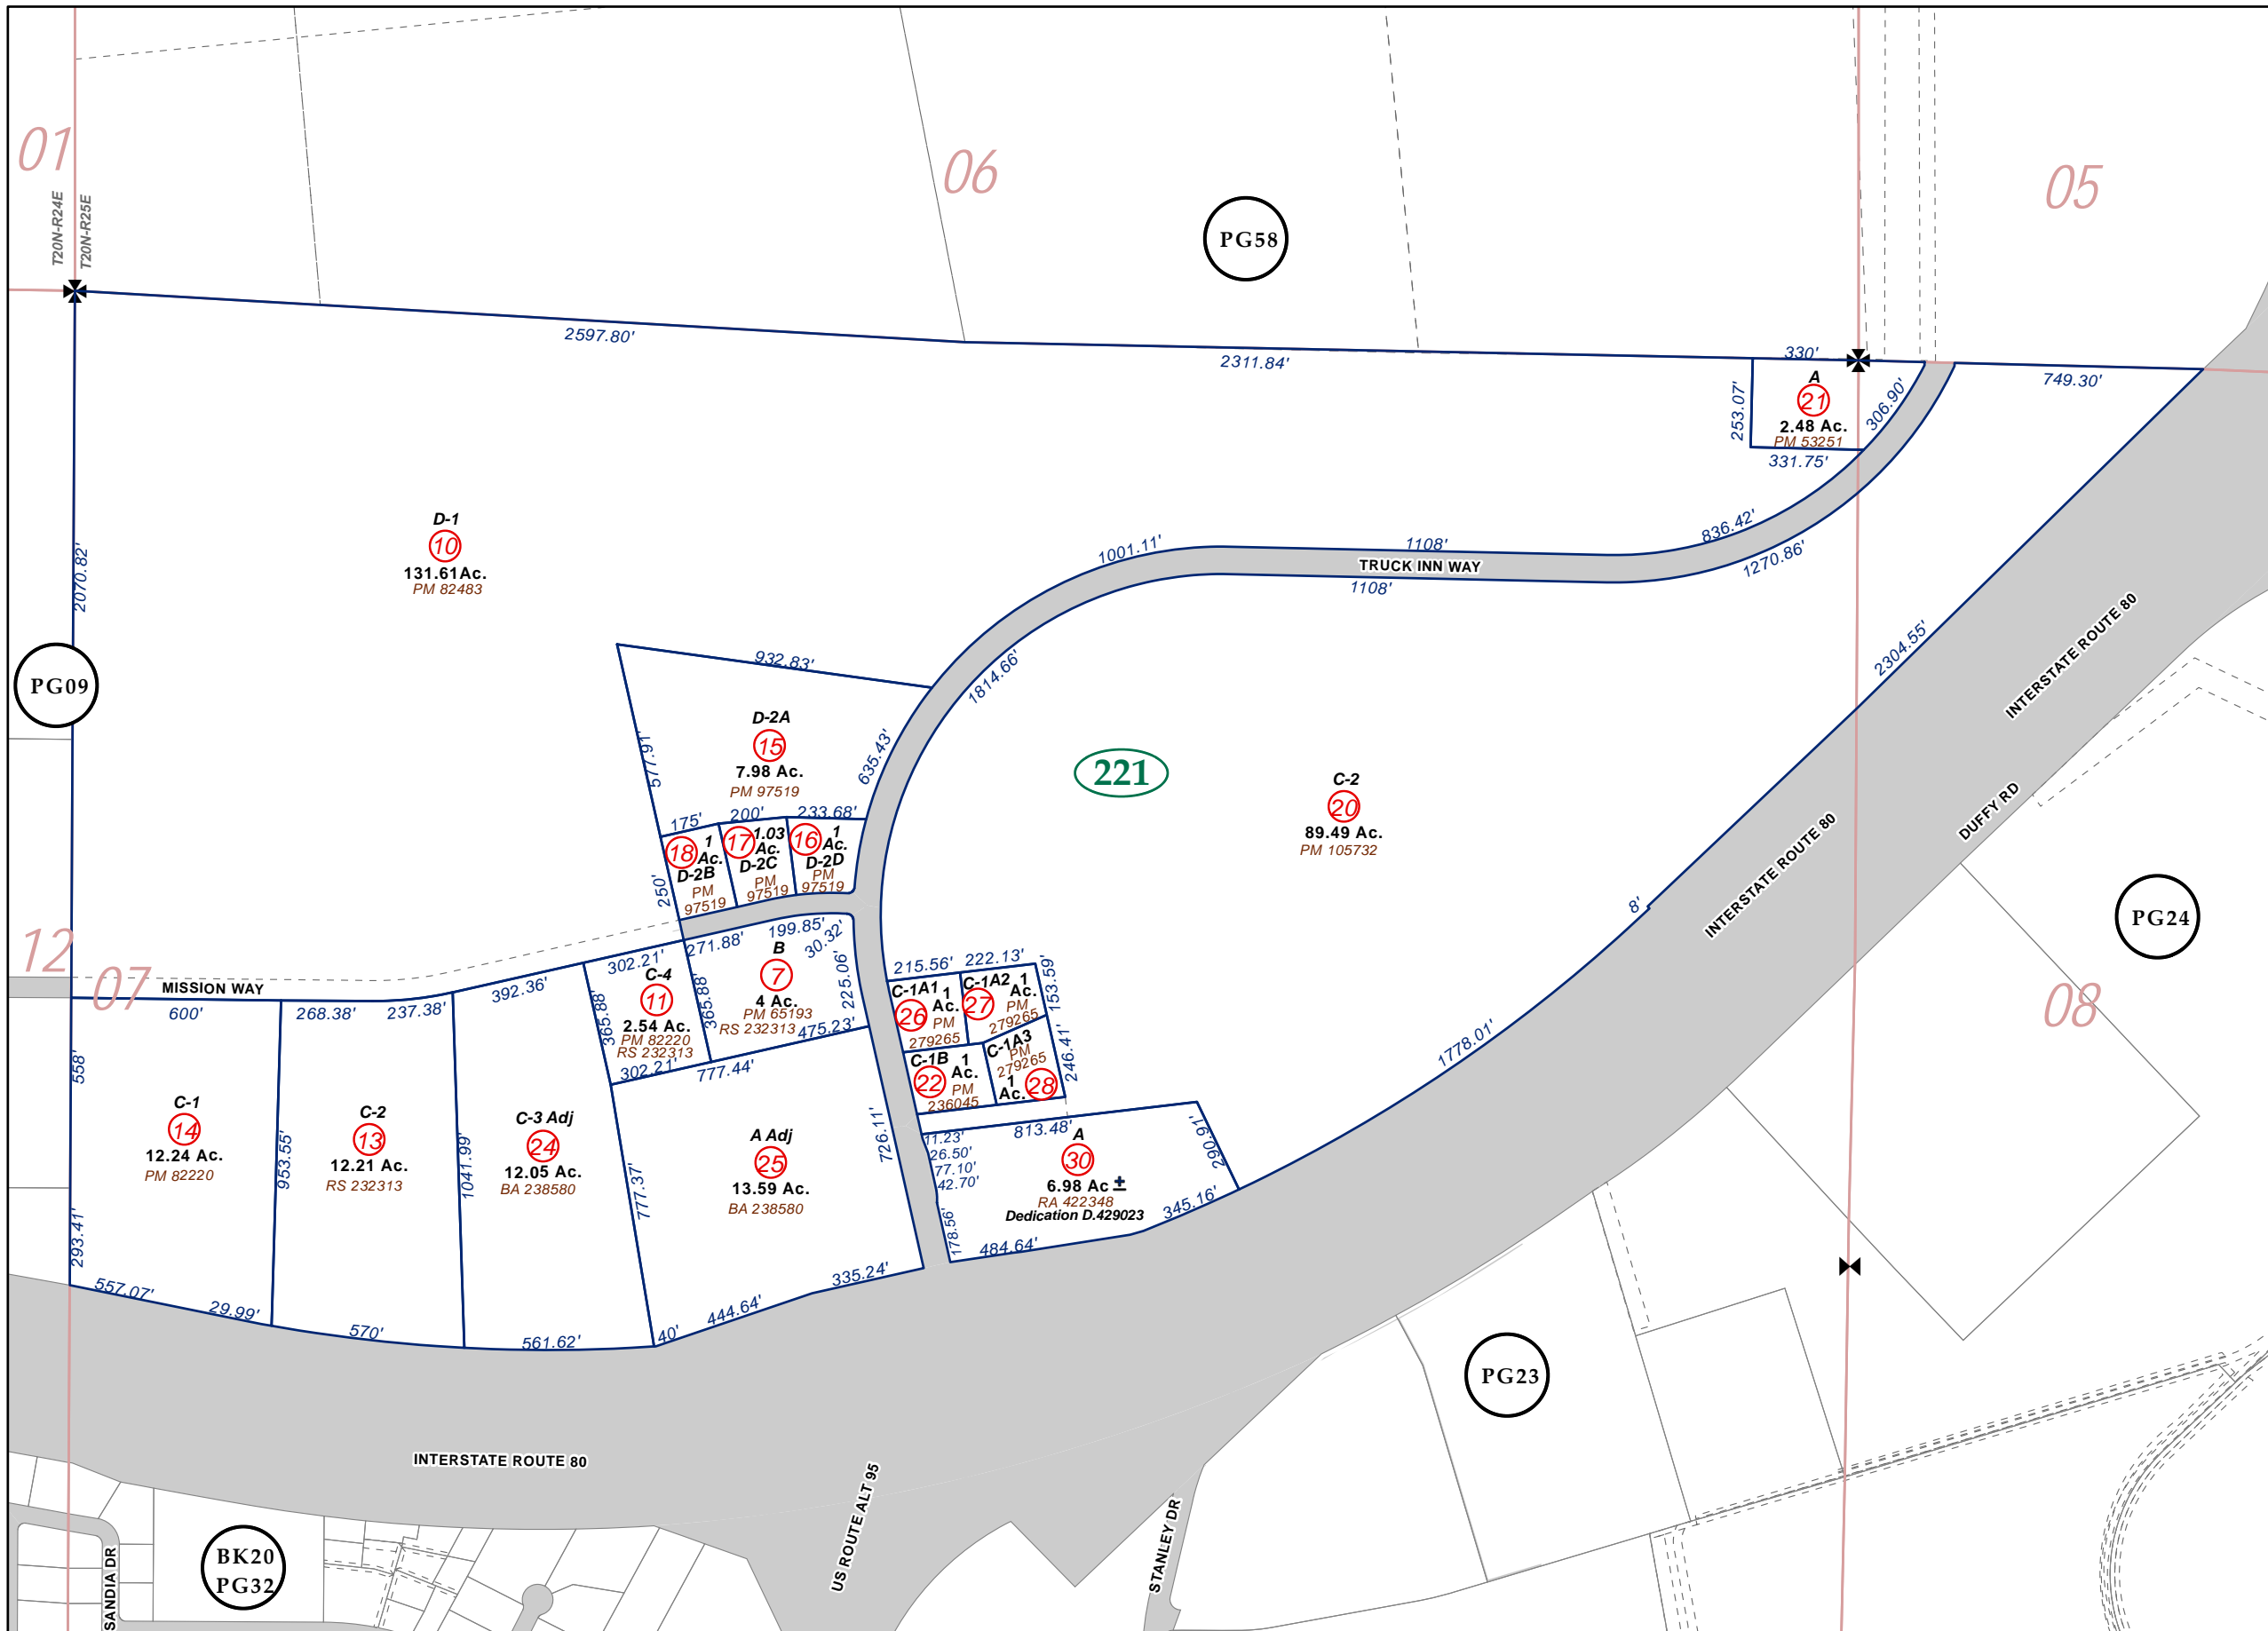 01
06
05
T20N-R24E
T20N-R25E
PG58
2597.80'
2311.84'
330'
749.30'
A
21
2.48 Ac.
PM 53251
253.07'
331.75'
306.90'
D-1
10
131.61Ac.
PM 82483
2070.82'
1001.11'
1108'
TRUCK INN WAY
1108'
836.42'
1270.86'
2304.55'
INTERSTATE ROUTE 80
PG09
932.83'
1814.66'
D-2A
15
7.98 Ac.
PM 97519
577.91'
635.43'
221
C-2
20
89.49 Ac.
PM 105732
INTERSTATE ROUTE 80
DUFFY RD
175'
200'
233.68'
18
1
Ac.
D-2B
PM
97519
17
1.03
Ac.
D-2C
PM
97519
16
1
Ac.
D-2D
PM
97519
250'
8'
PG24
12
07
MISSION WAY
600'
268.38'
237.38'
392.36'
302.21'
271.88'
199.85'
30.32'
C-4
11
2.54 Ac.
PM 82220
RS 232313
365.88'
365.88'
302.21'
B
7
4 Ac.
PM 65193
RS 232313
225.06'
475.23'
777.44'
215.56'
222.13'
153.59'
C-1A1
1
Ac.
26
PM
279265
C-1A2
1
Ac.
27
PM
279265
C-1B
1
Ac.
22
PM
236045
C-1A3
PM
279265
1
Ac.
28
246.41'
1778.01'
08
558'
C-1
14
12.24 Ac.
PM 82220
953.55'
C-2
13
12.21 Ac.
RS 232313
1041.99'
C-3 Adj
24
12.05 Ac.
BA 238580
777.37'
A Adj
25
13.59 Ac.
BA 238580
726.11'
11.23'
26.50'
77.10'
42.70'
813.48'
A
30
6.98 Ac ±
RA 422348
Dedication D.429023
290.91'
345.16'
178.56'
484.64'
293.41'
557.07'
29.99'
570'
561.62'
40'
444.64'
335.24'
PG23
INTERSTATE ROUTE 80
US ROUTE ALT 95
STANLEY DR
SANDIA DR
BK20
PG32